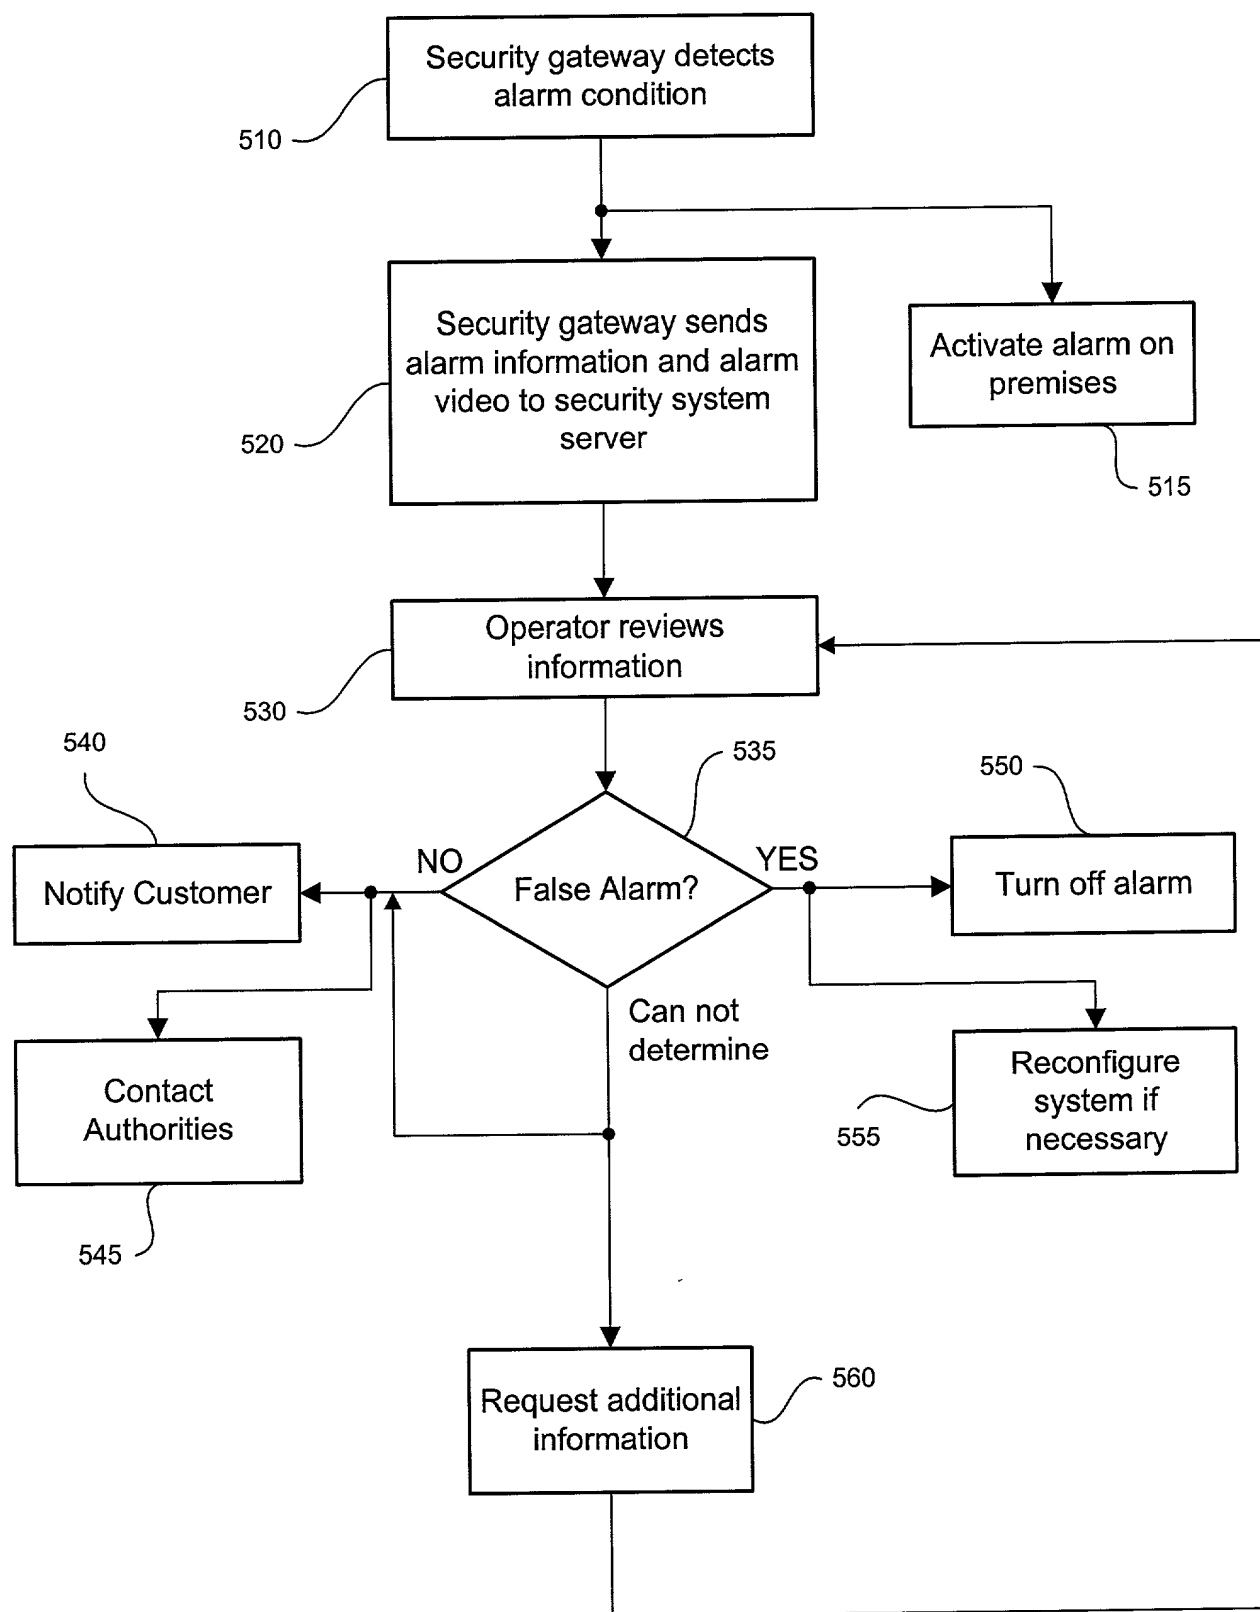 Security gateway detects
alarm condition
510
Security gateway sends
alarm information and alarm
video to security system
server
520
Activate alarm on
premises
515
Operator reviews
information
530
535
False Alarm?
NO
YES
Can not
determine
540
Notify Customer
Contact
Authorities
545
550
Turn off alarm
Reconfigure
system if
necessary
555
Request additional
information
560